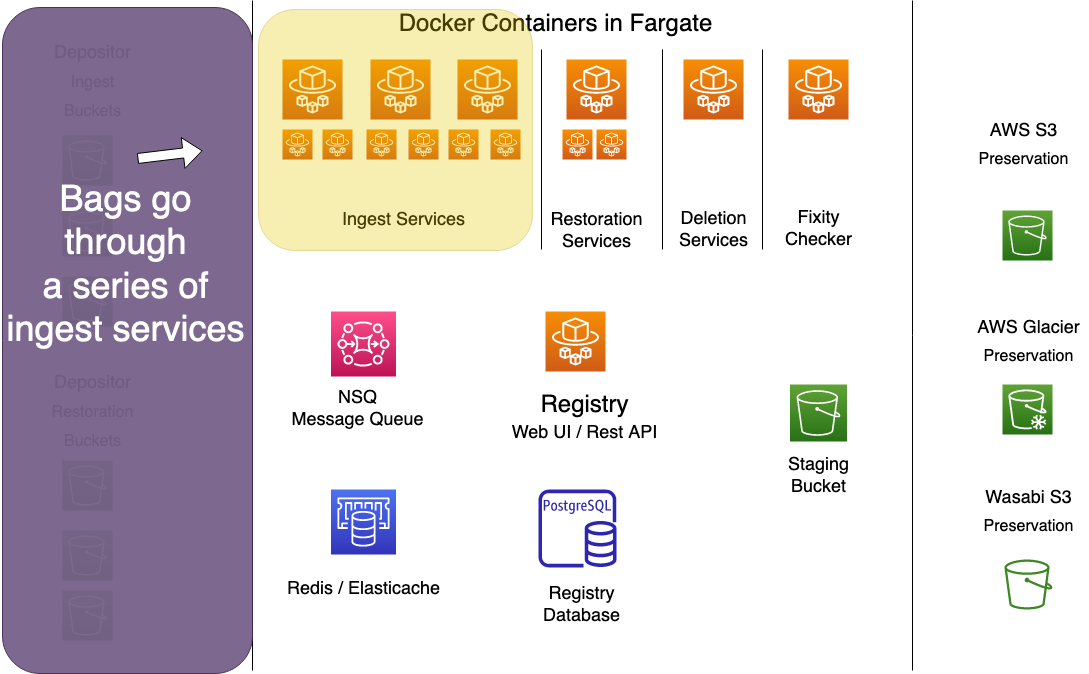 Docker Containers in Fargate
Depositor
Ingest
Buckets
Bags go
through
a series of
ingest services
Depositor
Restoration
Buckets
Ingest Services
Restoration
Services
Deletion
Services
Fixity
Checker
NSQ
Message Queue
Registry
Web UI / Rest API
Staging
Bucket
Redis / Elasticache
PostgreSQL
Registry
Database
AWS S3
Preservation
AWS Glacier
Preservation
Wasabi S3
Preservation